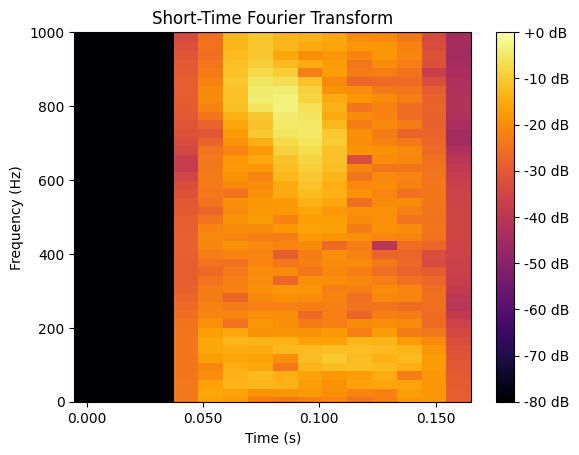 Short-Time Fourier Transform
Frequency (Hz)
1000
800
600
400
200
0
0.000
0.050
0.100
0.150
Time (s)
+0 dB
-10 dB
-20 dB
-30 dB
-40 dB
-50 dB
-60 dB
-70 dB
-80 dB